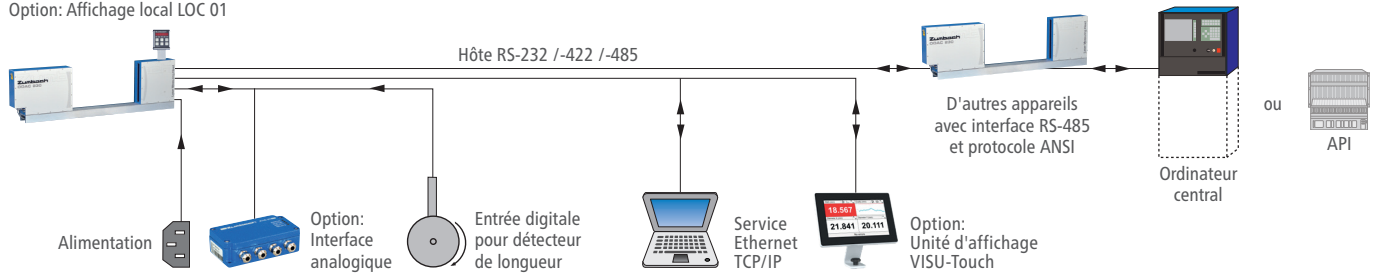 Option: Affichage local LOC 01
Zumbach
Hôte RS-232 /-422 /-485
Zumbach
D'autres appareils
avec interface RS-485
et protocole ANSI
ou
API
Ordinateur
central
Alimentation
Option:
Interface
analogique
Entrée digitale
pour détecteur
de longueur
Service
Ethernet
TCP/IP
18.567
21.841 20.111
Option:
Unité d'affichage
VISU-Touch